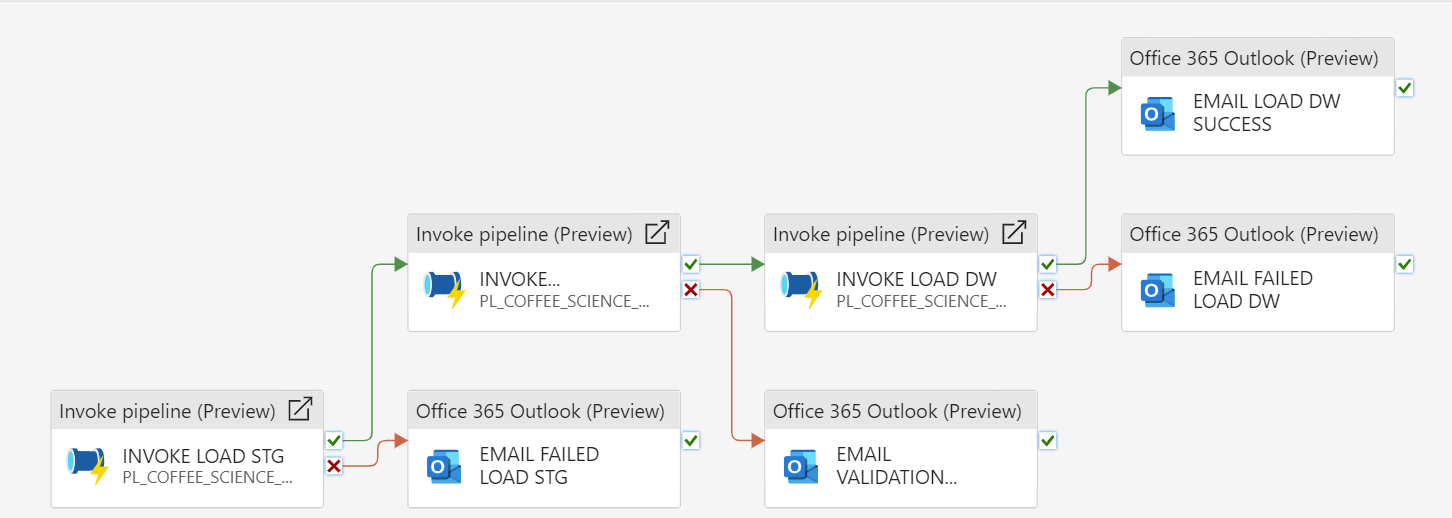 Office 365 Outlook (Preview)
EMAIL LOAD DW
SUCCESS
Invoke pipeline (Preview)
INVOKE...
PL_COFFEE_SCIENCE_...
Invoke pipeline (Preview)
INVOKE LOAD DW
PL_COFFEE_SCIENCE_...
Office 365 Outlook (Preview)
EMAIL FAILED
LOAD DW
Invoke pipeline (Preview)
INVOKE LOAD STG
PL_COFFEE_SCIENCE_...
Office 365 Outlook (Preview)
EMAIL FAILED
LOAD STG
Office 365 Outlook (Preview)
EMAIL
VALIDATION...